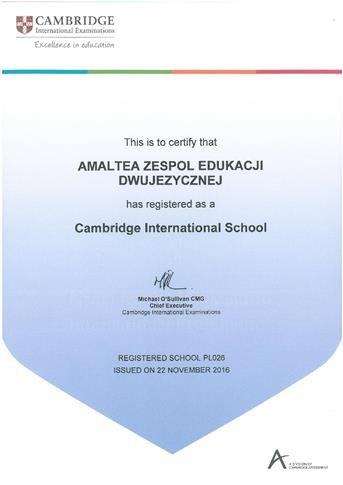 CAMBRIDGE
International Examinations
Excellence in education
This is to certify that
AMALTEA ZESPOL EDUKACJI
DWUJEZYCZNEJ
has registered as a
Cambridge International School
Michael O'Sullivan CMG
Chief Executive
Cambridge International Examinations
REGISTERED SCHOOL PL026
ISSUED ON 22 NOVEMBER 2016
A DIVISION OF
CAMBRIDGE ASSESSMENT